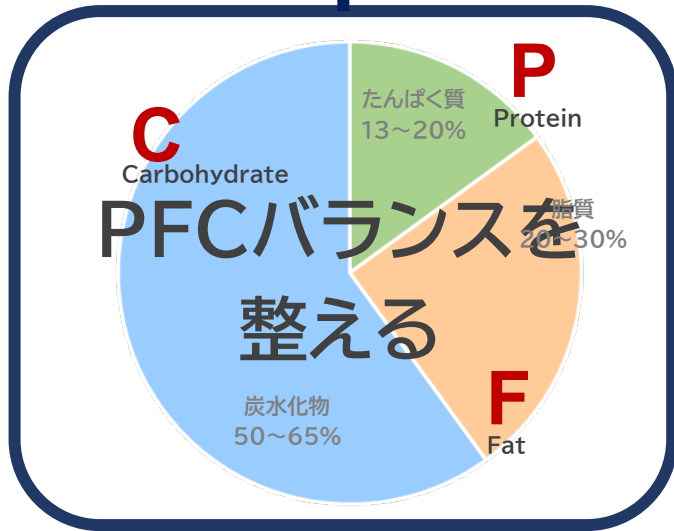 P
Protein
たんぱく質
13～20%
C
Carbohydrate
PFCバランスを
整える
脂質
20～30%
F
Fat
炭水化物
50～65%